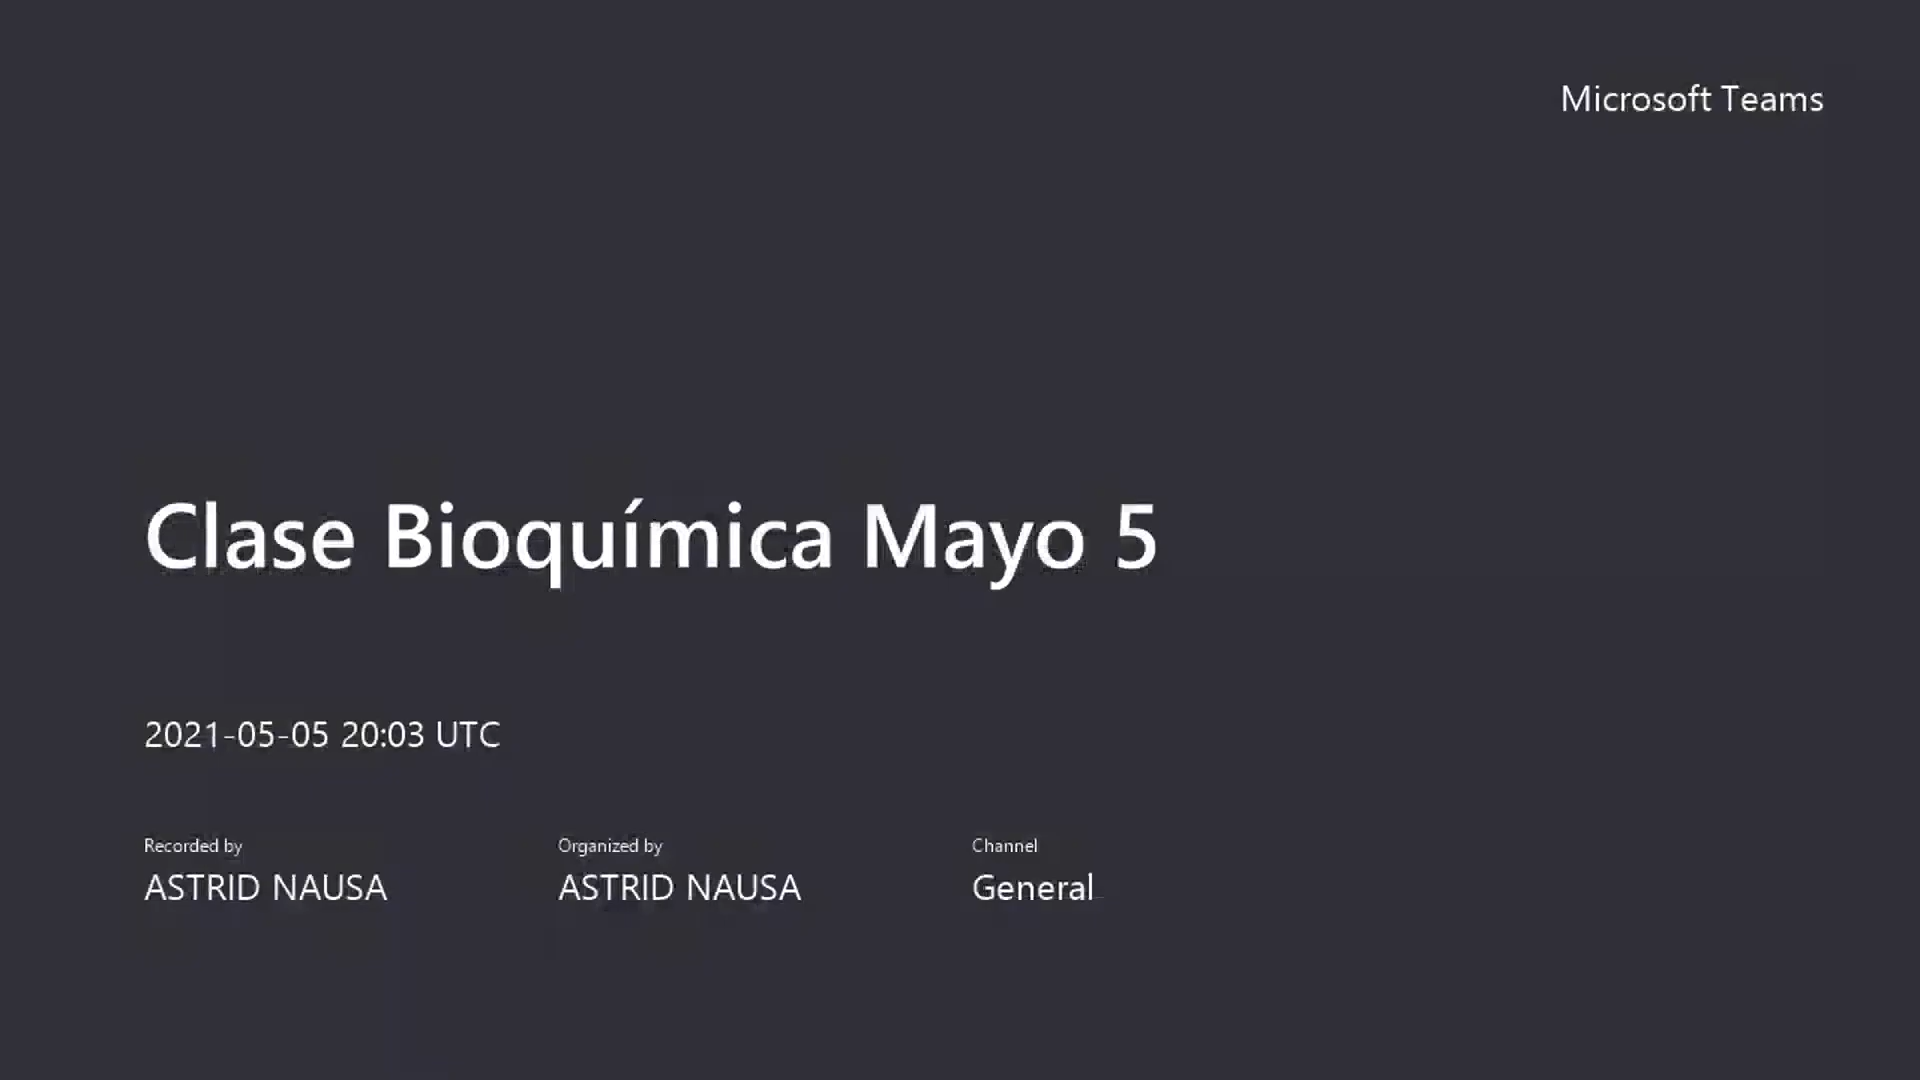 Microsoft Teams
Clase Bioquímica Mayo 5
2021-05-05 20:03 UTC
Recorded by
ASTRID NAUSA
Organized by
ASTRID NAUSA
Channel
General